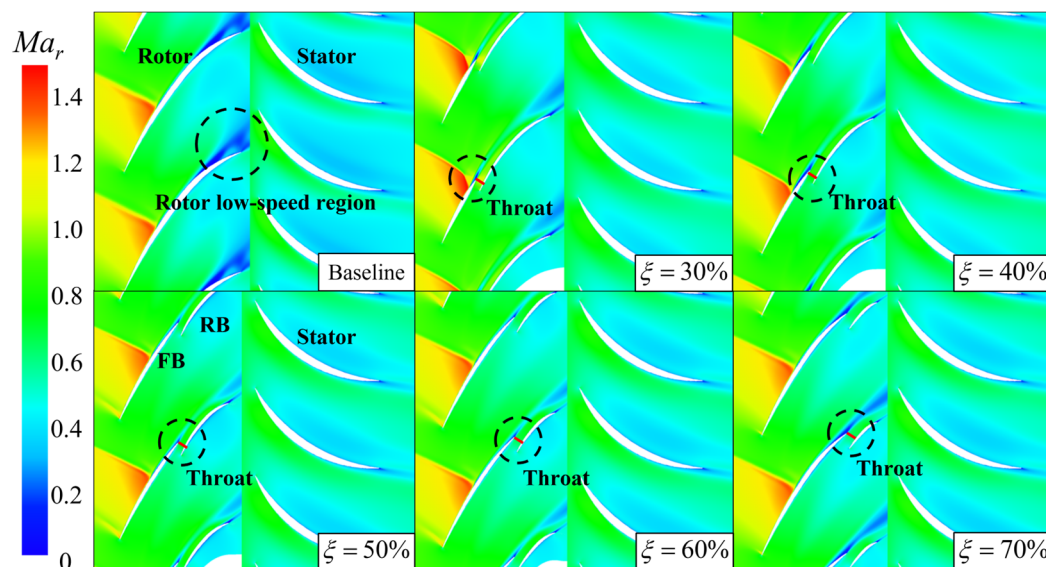 Ma_r
1.4
1.2
1.0
0.8
0.6
0.4
0.2
0
Rotor
Stator
Rotor low-speed region
Baseline
Throat
ξ = 30%
Throat
ξ = 40%
RB
FB
Stator
Throat
ξ = 50%
Throat
ξ = 60%
Throat
ξ = 70%